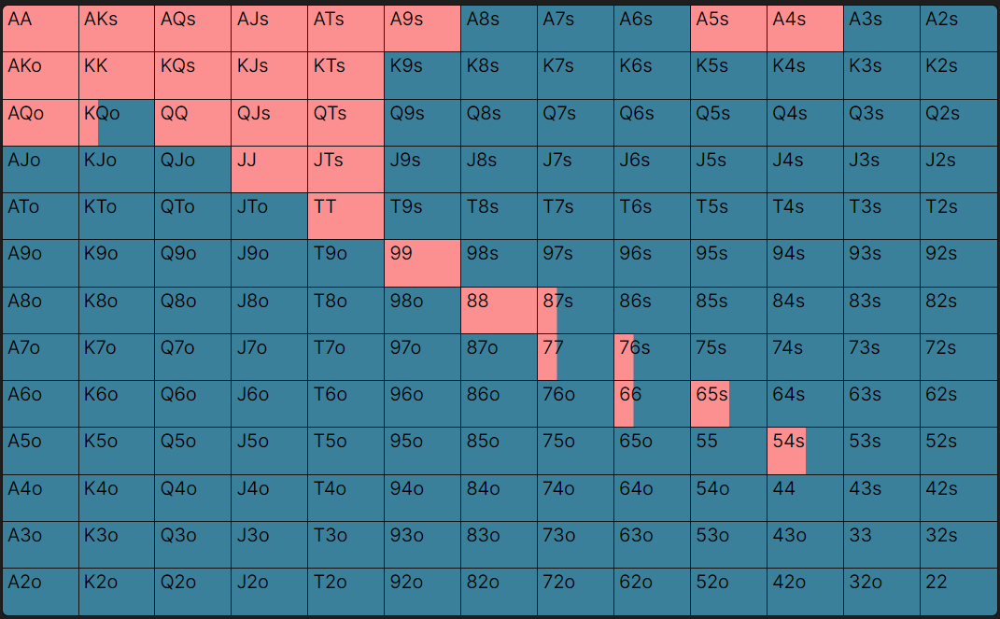 AA AKs AQs AJs ATs A9s A8s A7s A6s A5s A4s A3s A2s
AKo KK KQs KJs KTs K9s K8s K7s K6s K5s K4s K3s K2s
AQo KQo QQ QJs QTs Q9s Q8s Q7s Q6s Q5s Q4s Q3s Q2s
AJo KJo QJo JJ JTs J9s J8s J7s J6s J5s J4s J3s J2s
ATo KTo QTo JTo TT T9s T8s T7s T6s T5s T4s T3s T2s
A9o K9o Q9o J9o T9o 99 98s 97s 96s 95s 94s 93s 92s
A8o K8o Q8o J8o T8o 98o 88 87s 86s 85s 84s 83s 82s
A7o K7o Q7o J7o T7o 97o 87o 77 76s 75s 74s 73s 72s
A6o K6o Q6o J6o T6o 96o 86o 76o 66 65s 64s 63s 62s
A5o K5o Q5o J5o T5o 95o 85o 75o 65o 55 54s 53s 52s
A4o K4o Q4o J4o T4o 94o 84o 74o 64o 54o 44 43s 42s
A3o K3o Q3o J3o T3o 93o 83o 73o 63o 53o 43o 33 32s
A2o K2o Q2o J2o T2o 92o 82o 72o 62o 52o 42o 32o 22